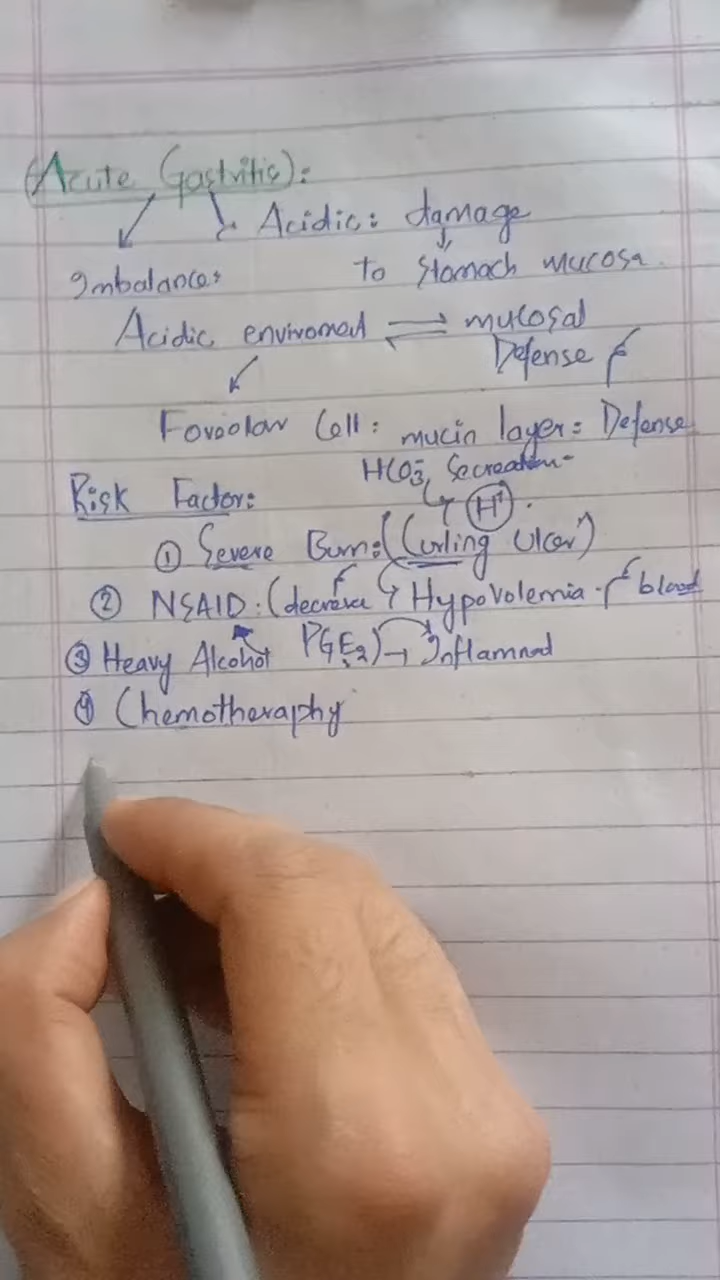 (Acute Gastritis):
Acidic: damage
Imbalance: to stomach mucosa.
Acidic enviroment ⇌ mucosal
Defense
Foveolar Cell: mucin layer: Defense
HCO3⁻ Secreation
Risk Factor: H⁺
① Severe Burn: (Curling Ulcer)
② NSAID: (decrease Hypovolemia. blood
③ Heavy Alcohol PGE2) → Inflammed
④ Chemotheraphy